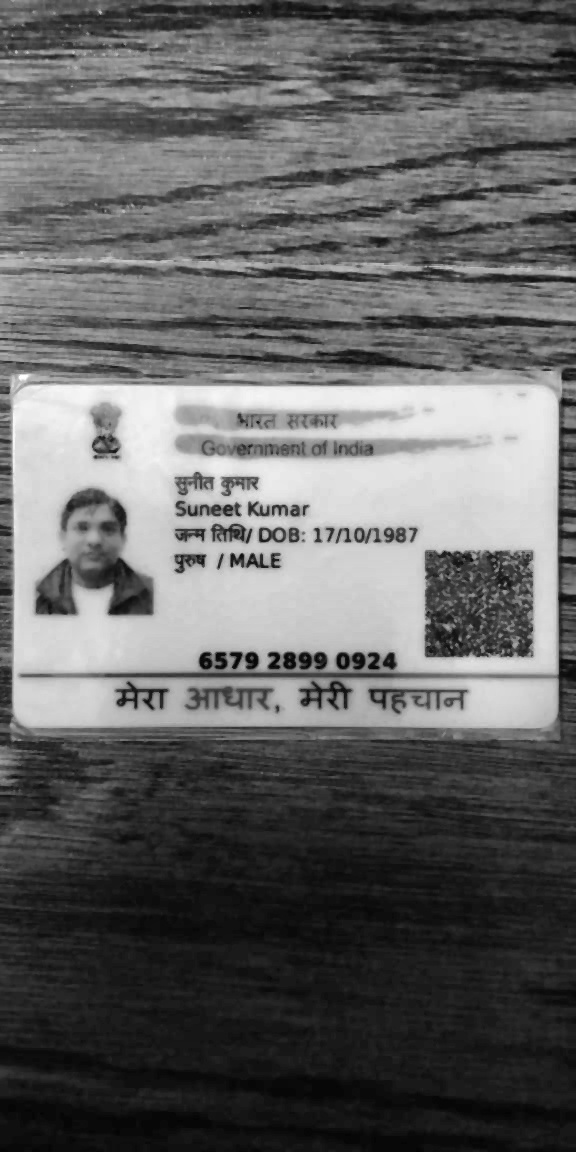 भारत सरकार
Government of India
सुनीत कुमार
Suneet Kumar
जन्म तिथि/ DOB: 17/10/1987
पुरुष / MALE
6579 2899 0924
मेरा आधार, मेरी पहचान